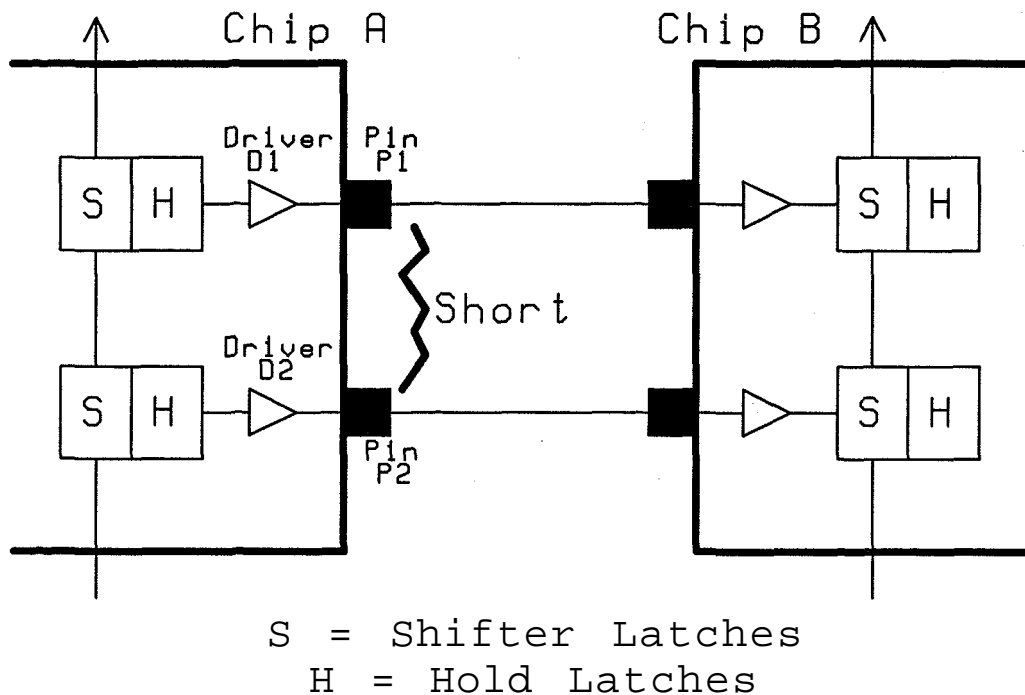 Chip A
Chip B
Driver
D1
Pin
P1
S H
S H
Short
Driver
D2
S H
S H
Pin
P2
S = Shifter Latches
H = Hold Latches